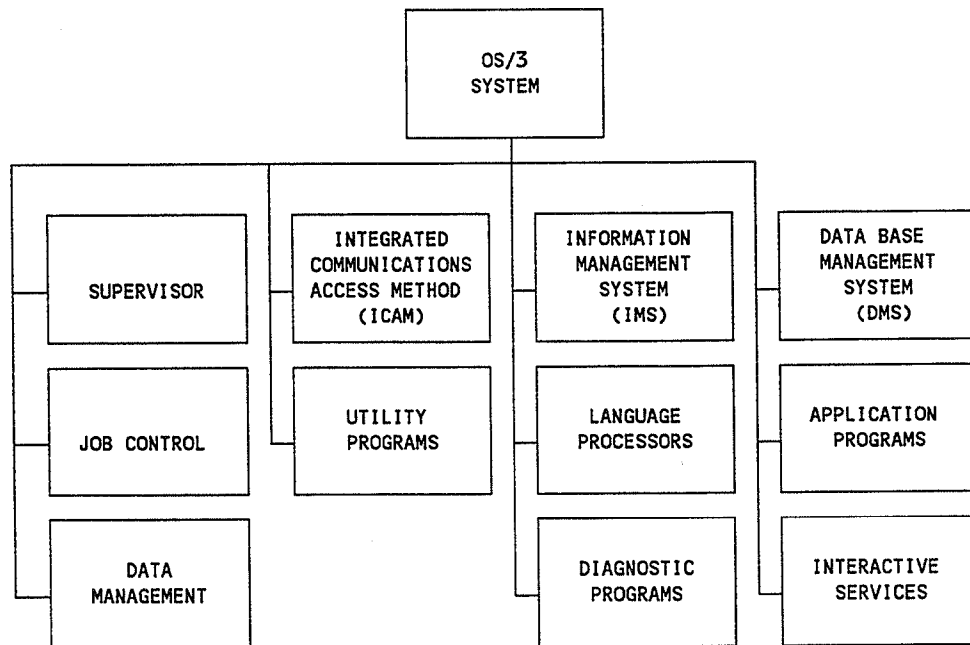 OS/3
SYSTEM
SUPERVISOR
INTEGRATED
COMMUNICATIONS
ACCESS METHOD
(ICAM)
INFORMATION
MANAGEMENT
SYSTEM
(IMS)
DATA BASE
MANAGEMENT
SYSTEM
(DMS)
JOB CONTROL
UTILITY
PROGRAMS
LANGUAGE
PROCESSORS
APPLICATION
PROGRAMS
DATA
MANAGEMENT
DIAGNOSTIC
PROGRAMS
INTERACTIVE
SERVICES